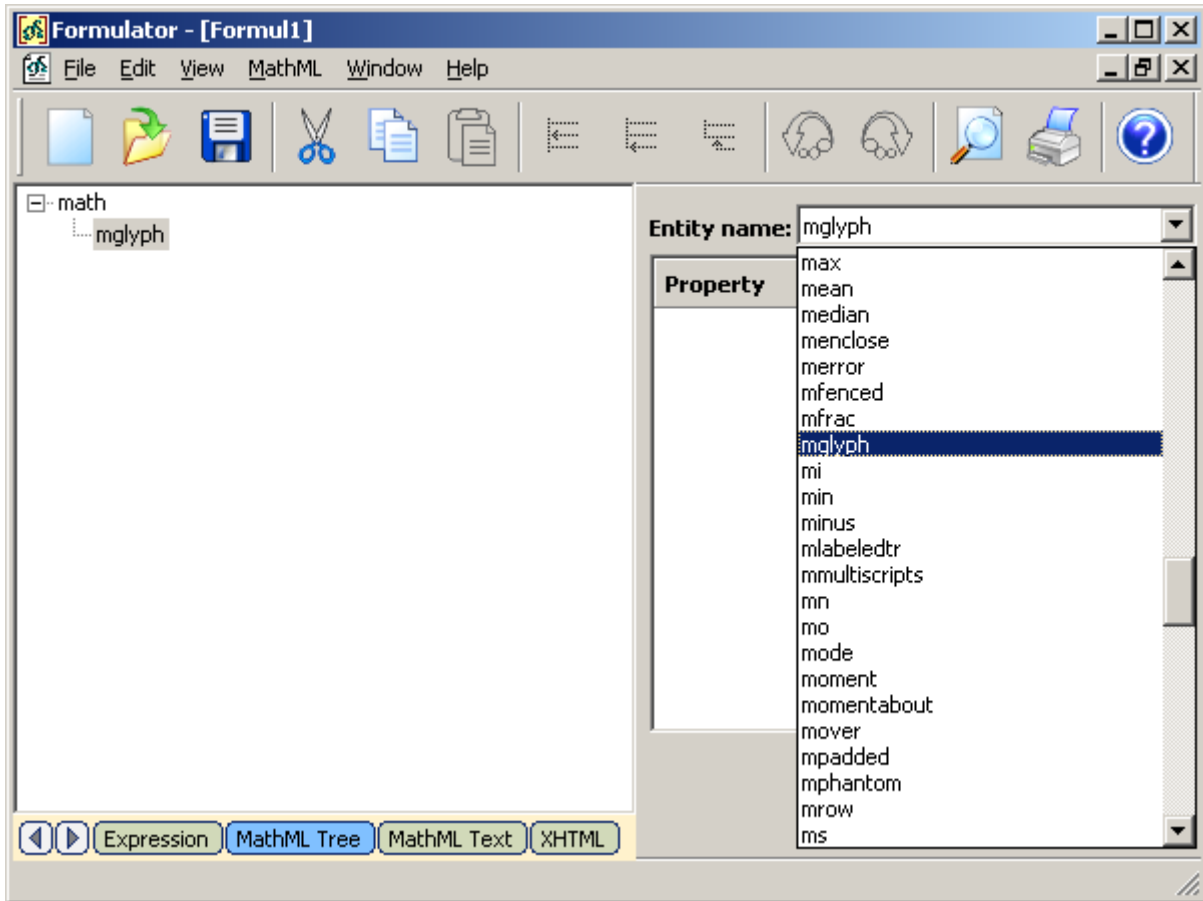 Formulator - [Formul1]
File Edit View MathML Window Help
math
mglyph
Entity name: mglyph
Property
max
mean
median
menclose
merror
mfenced
mfrac
mglyph
mi
min
minus
mlabeledtr
mmultiscripts
mn
mo
mode
moment
momentabout
mover
mpadded
mphantom
mrow
ms
Expression MathML Tree MathML Text XHTML